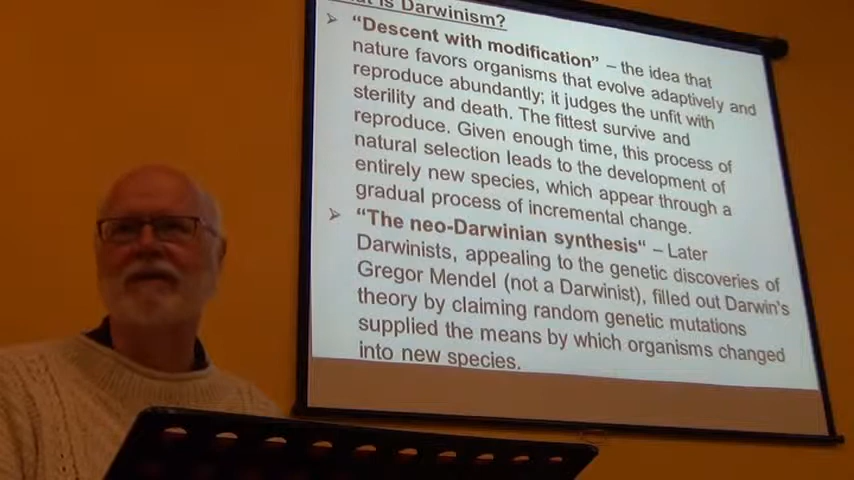 is Darwinism?
➢ “Descent with modification” – the idea that
nature favors organisms that evolve adaptively and
reproduce abundantly; it judges the unfit with
sterility and death. The fittest survive and
reproduce. Given enough time, this process of
natural selection leads to the development of
entirely new species, which appear through a
gradual process of incremental change.
➢ “The neo-Darwinian synthesis“ – Later
Darwinists, appealing to the genetic discoveries of
Gregor Mendel (not a Darwinist), filled out Darwin's
theory by claiming random genetic mutations
supplied the means by which organisms changed
into new species.